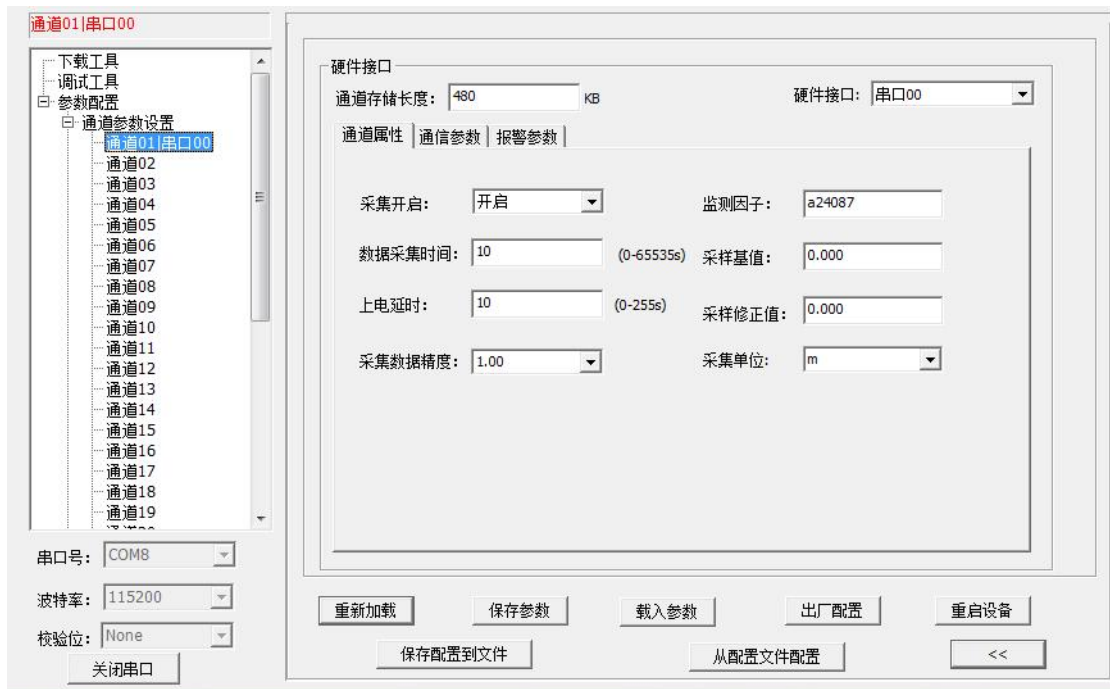 通道01|串口00
下载工具
调试工具
参数配置
通道参数设置
通道01|串口00
通道02
通道03
通道04
通道05
通道06
通道07
通道08
通道09
通道10
通道11
通道12
通道13
通道14
通道15
通道16
通道17
通道18
通道19
串口号: COM8
波特率: 115200
校验位: None
关闭串口
硬件接口
通道存储长度: 480 KB 硬件接口: 串口00
通道属性 通信参数 报警参数
采集开启: 开启 监测因子: a24087
数据采集时间: 10 (0-65535s) 采样基值: 0.000
上电延时: 10 (0-255s) 采样修正值: 0.000
采集数据精度: 1.00 采集单位: m
重新加载 保存参数 载入参数 出厂配置 重启设备
保存配置到文件 从配置文件配置 <<